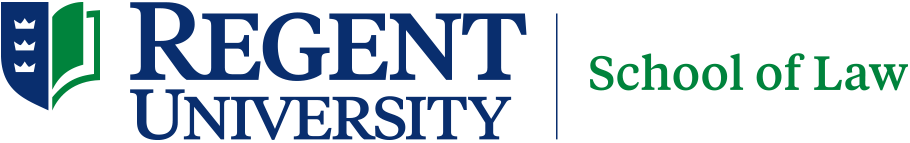 REGENT
UNIVERSITY
School of Law